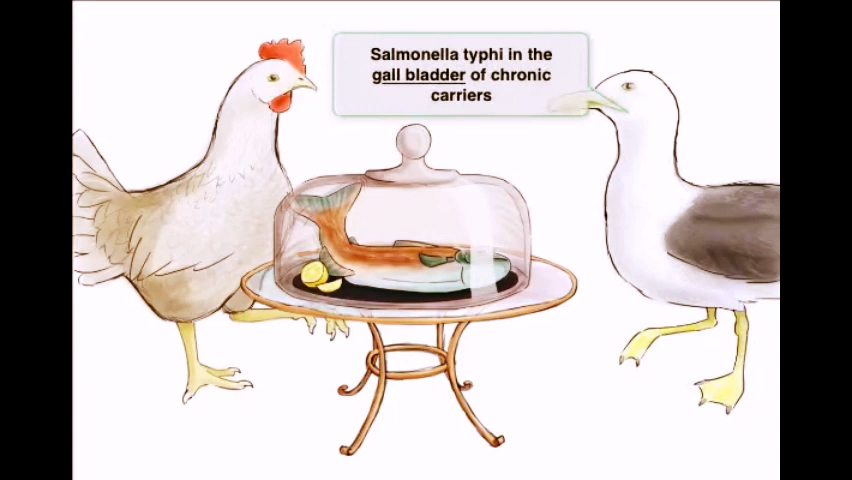 Salmonella typhi in the
gall bladder of chronic
carriers